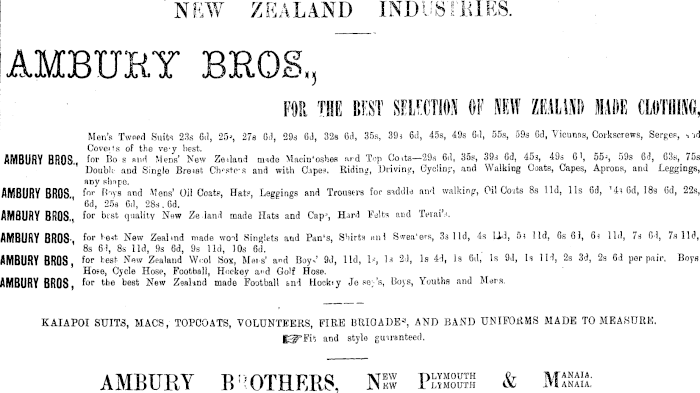 NEW ZEALAND INDUSTRIES.
AMBURY BROS.,
FOR THE BEST SELECTION OF NEW ZEALAND MADE CLOTHING,
Men's Tweed Suits 23s 6d, 25s, 27s 6d, 29s 6d, 32s 6d, 35s, 39s 6d, 45s, 49s 6d, 55s, 59s 6d, Vicunas, Corkscrews, Serges, and
Coverts of the very best.
AMBURY BROS., for Boys and Mens' New Zealand made Macintoshes and Top Coats—29s 6d, 35s, 39s 6d, 45s, 49s 6d, 55s, 59s 6d, 63s, 75s
Double and Single Breast Chesters and with Capes. Riding, Driving, Cycling, and Walking Coats, Capes, Aprons, and Leggings,
any shape.
AMBURY BROS., for Boys and Mens' Oil Coats, Hats, Leggings and Trousers for saddle and walking, Oil Coats 8s 11d, 11s 6d, 14s 6d, 18s 6d, 22s,
6d, 25s 6d, 28s. 6d.
AMBURY BROS., for best quality New Zealand made Hats and Caps, Hard Felts and Terai's.
AMBURY BROS., for best New Zealand made wool Singlets and Pants, Shirts and Sweaters, 3s 11d, 4s 11d, 5s 11d, 6s 6d, 6s 11d, 7s 6d, 7s 11d,
8s 6d, 8s 11d, 9s 6d, 9s 11d, 10s 6d.
AMBURY BROS., for best New Zealand Wool Sox, Mens' and Boys' 9d, 11d, 1s, 1s 2d, 1s 4d, 1s 6d, 1s 9d, 1s 11d, 2s 3d, 2s 6d per pair. Boys
Hose, Cycle Hose, Football, Hockey and Golf Hose.
AMBURY BROS., for the best New Zealand made Football and Hockey Jersey's, Boys, Youths and Mens.
KAIAPOI SUITS, MACS, TOPCOATS, VOLUNTEERS, FIRE BRIGADES, AND BAND UNIFORMS MADE TO MEASURE.
☞Fit and style guaranteed.
AMBURY BROTHERS, NEW PLYMOUTH & MANAIA.
NEW PLYMOUTH MANAIA.